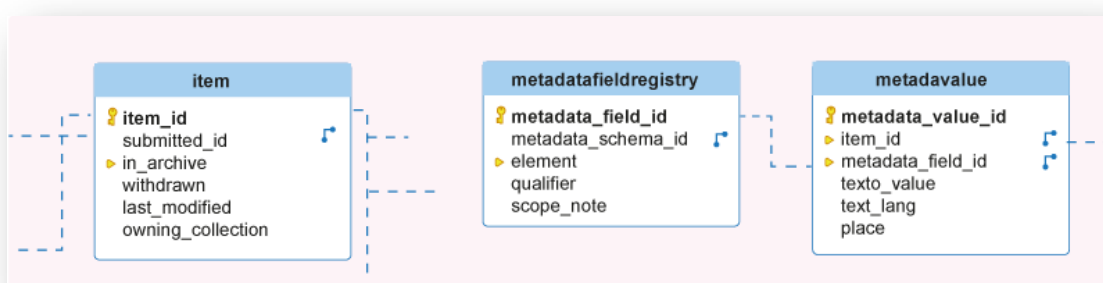 item
item_id
submitted_id
in_archive
withdrawn
last_modified
owning_collection
metadatafieldregistry
metadata_field_id
metadata_schema_id
element
qualifier
scope_note
metadavalue
metadata_value_id
item_id
metadata_field_id
texto_value
text_lang
place